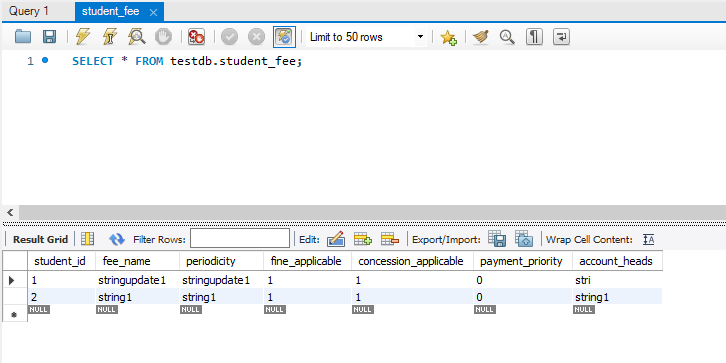 Query 1 student_fee ×
Limit to 50 rows
1 SELECT * FROM testdb.student_fee;
Result Grid Filter Rows: Edit: Export/Import: Wrap Cell Content:
student_id fee_name periodicity fine_applicable concession_applicable payment_priority account_heads
1 stringupdate1 stringupdate1 1 1 0 stri
2 string1 string1 1 1 0 string1
NULL NULL NULL NULL NULL NULL NULL